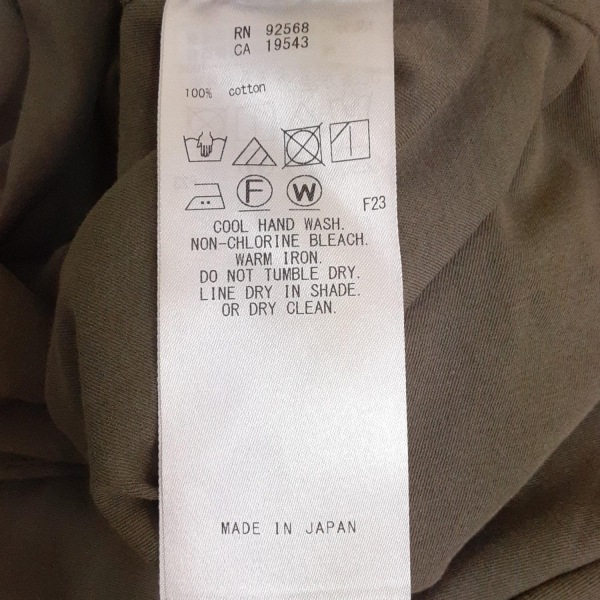 RN 92568
CA 19543
100% cotton
F
W
F23
COOL HAND WASH.
NON-CHLORINE BLEACH.
WARM IRON.
DO NOT TUMBLE DRY.
LINE DRY IN SHADE.
OR DRY CLEAN.
MADE IN JAPAN